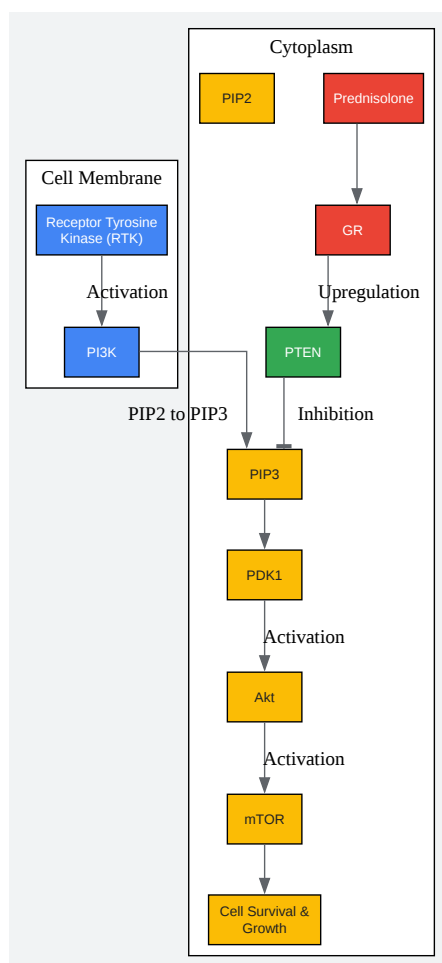 Cytoplasm
PIP2
Prednisolone
Cell Membrane
Receptor Tyrosine
Kinase (RTK)
GR
Activation
Upregulation
PI3K
PTEN
PIP2 to PIP3
Inhibition
PIP3
PDK1
Activation
Akt
Activation
mTOR
Cell Survival &
Growth